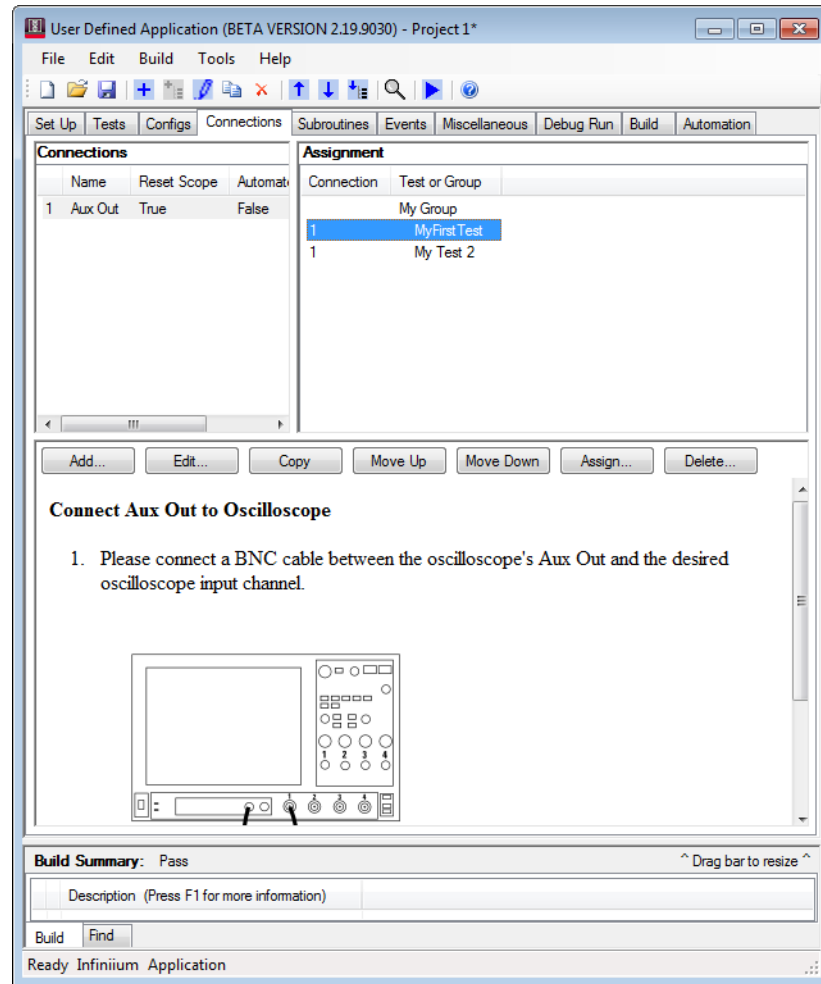 User Defined Application (BETA VERSION 2.19.9030) - Project 1*
File Edit Build Tools Help
Set Up Tests Configs Connections Subroutines Events Miscellaneous Debug Run Build Automation
Connections
Assignment
Name Reset Scope Automat
Connection Test or Group
1 Aux Out True False
My Group
1 MyFirstTest
1 My Test 2
Add... Edit... Copy Move Up Move Down Assign... Delete...
Connect Aux Out to Oscilloscope
1. Please connect a BNC cable between the oscilloscope's Aux Out and the desired
oscilloscope input channel.
1 2 3 4
1 2 3 4
Build Summary: Pass ^ Drag bar to resize ^
Description (Press F1 for more information)
Build Find
Ready Infiniium Application